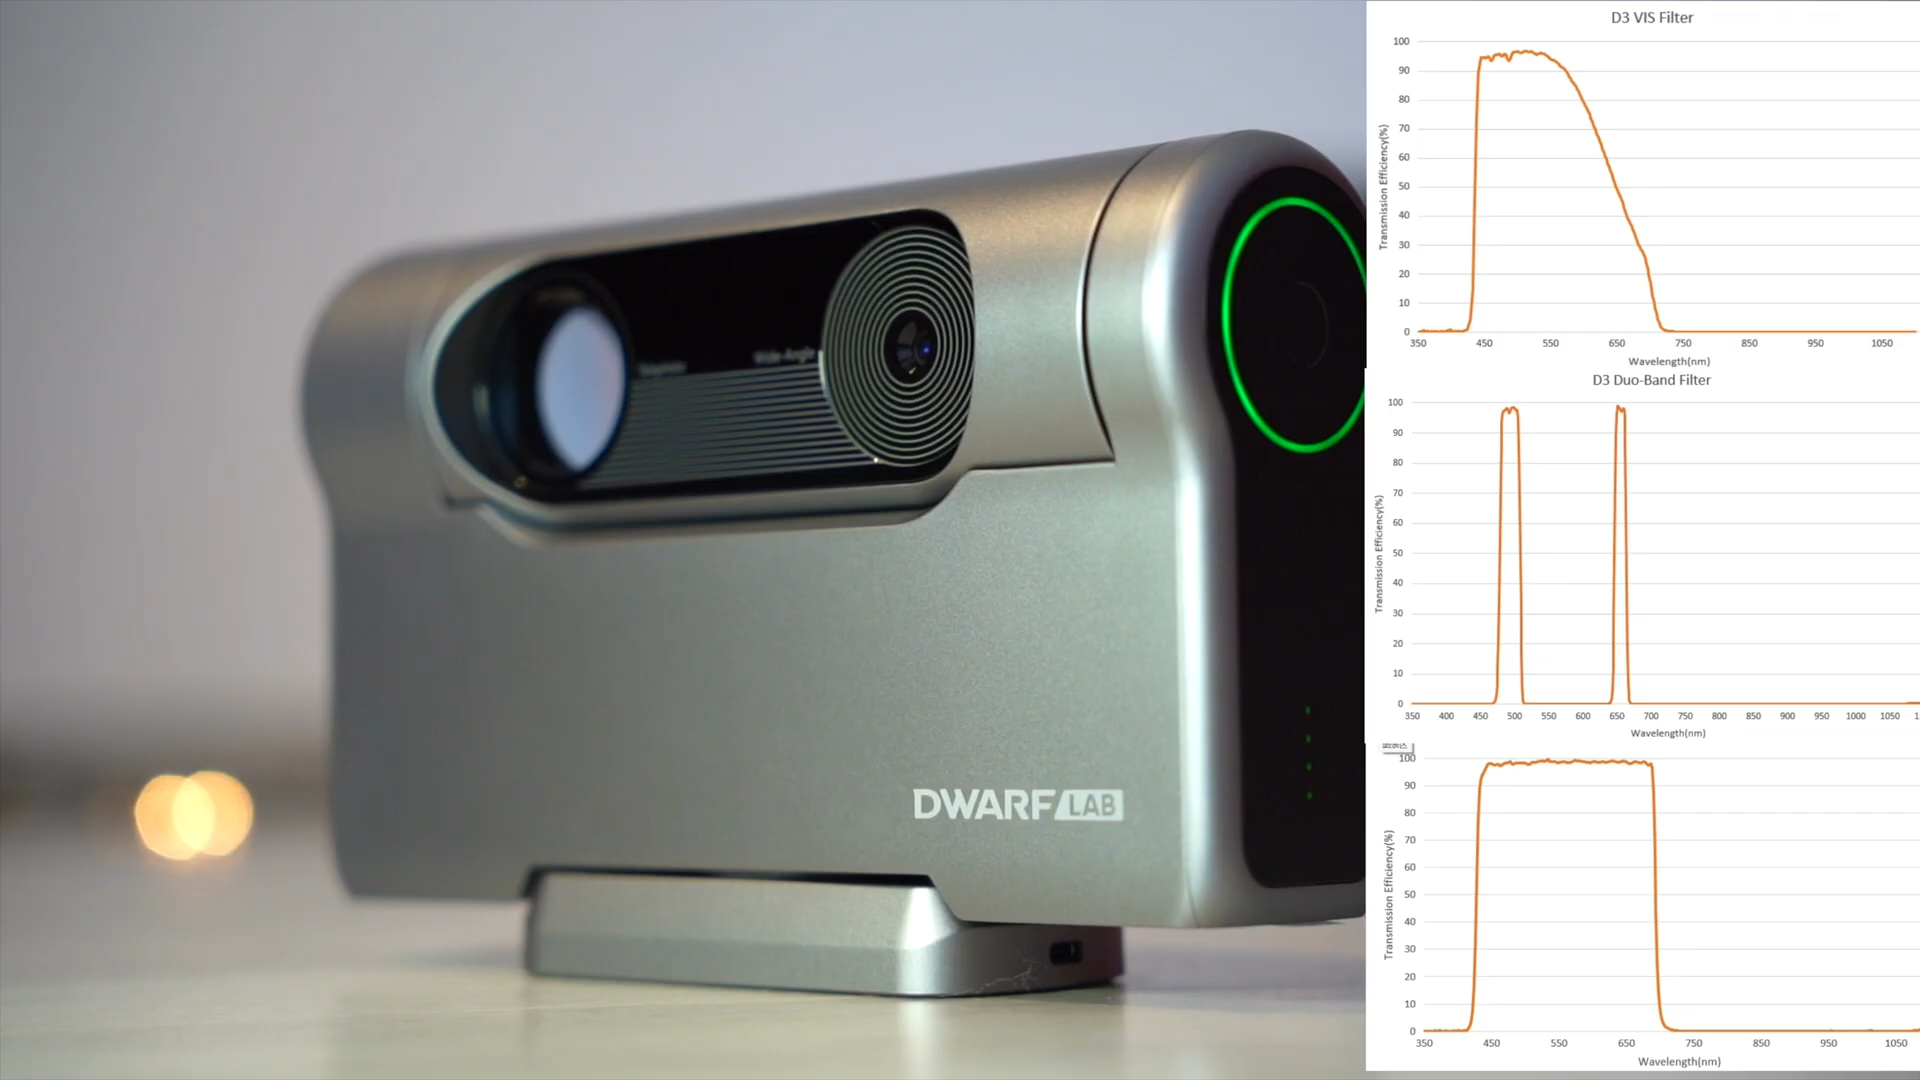 Wide-Angle
DWARF LAB
D3 VIS Filter
100
90
80
70
60
50
40
30
20
10
0
Transmission Efficiency(%)
350 450 550 650 750 850 950 1050
Wavelength(nm)
D3 Duo-Band Filter
100
90
80
70
60
50
40
30
20
10
0
Transmission Efficiency(%)
350 400 450 500 550 600 650 700 750 800 850 900 950 1000 1050
Wavelength(nm)
100
90
80
70
60
50
40
30
20
10
0
Transmission Efficiency(%)
350 450 550 650 750 850 950 1050
Wavelength(nm)